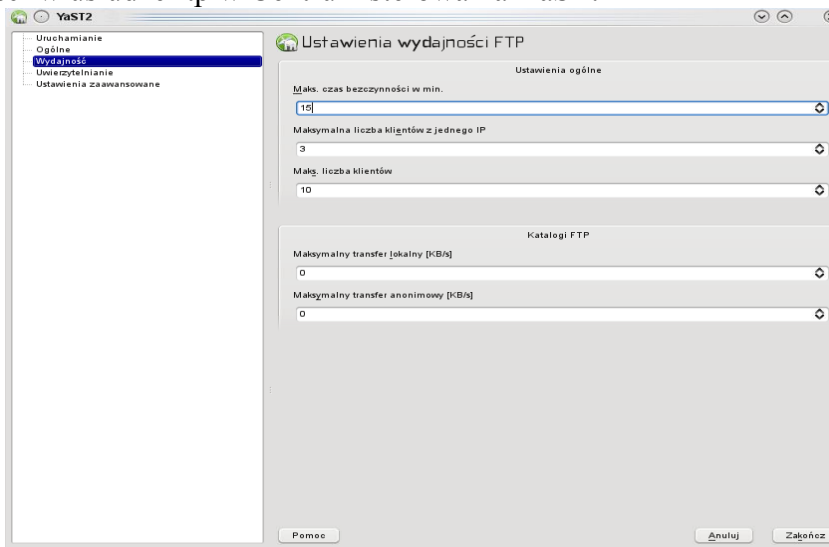 YaST2
Uruchamianie
Ogólne
Wydajność
Uwierzytelnianie
Ustawienia zaawansowane
Ustawienia wydajności FTP
Ustawienia ogólne
Maks. czas bezczynności w min.
15
Maksymalna liczba klientów z jednego IP
3
Maks. liczba klientów
10
Katalogi FTP
Maksymalny transfer lokalny [KB/s]
0
Maksymalny transfer anonimowy [KB/s]
0
Pomoc
Anuluj
Zakończ